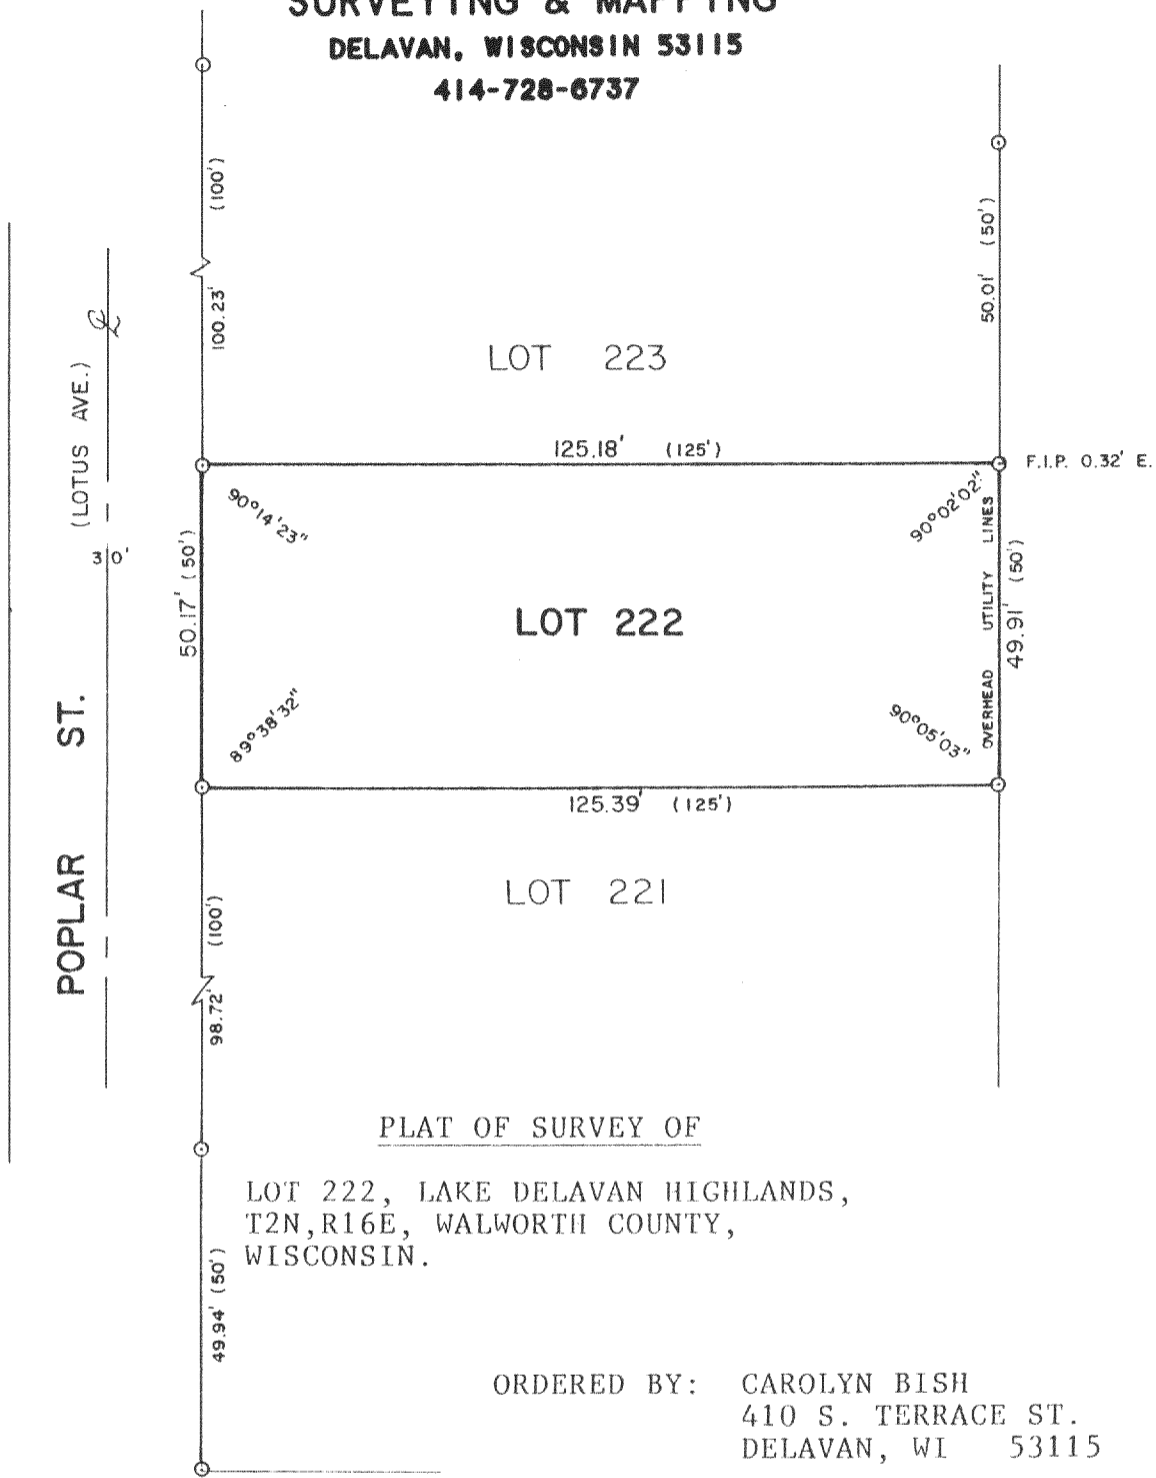 SURVEYING & MAPPING
DELAVAN, WISCONSIN 53115
414-728-6737
(100')
100.23'
50.01' (50')
(LOTUS AVE.)
30'
LOT 223
125.18' (125')
F.I.P. 0.32' E.
90°14'23"
90°02'02"
50.17' (50')
LOT 222
OVERHEAD UTILITY LINES
49.91' (50')
89°38'32"
90°05'03"
125.39' (125')
POPLAR ST.
LOT 221
(100')
98.72'
PLAT OF SURVEY OF
LOT 222, LAKE DELAVAN HIGHLANDS,
T2N,R16E, WALWORTH COUNTY,
WISCONSIN.
49.94' (50')
ORDERED BY: CAROLYN BISH
410 S. TERRACE ST.
DELAVAN, WI 53115